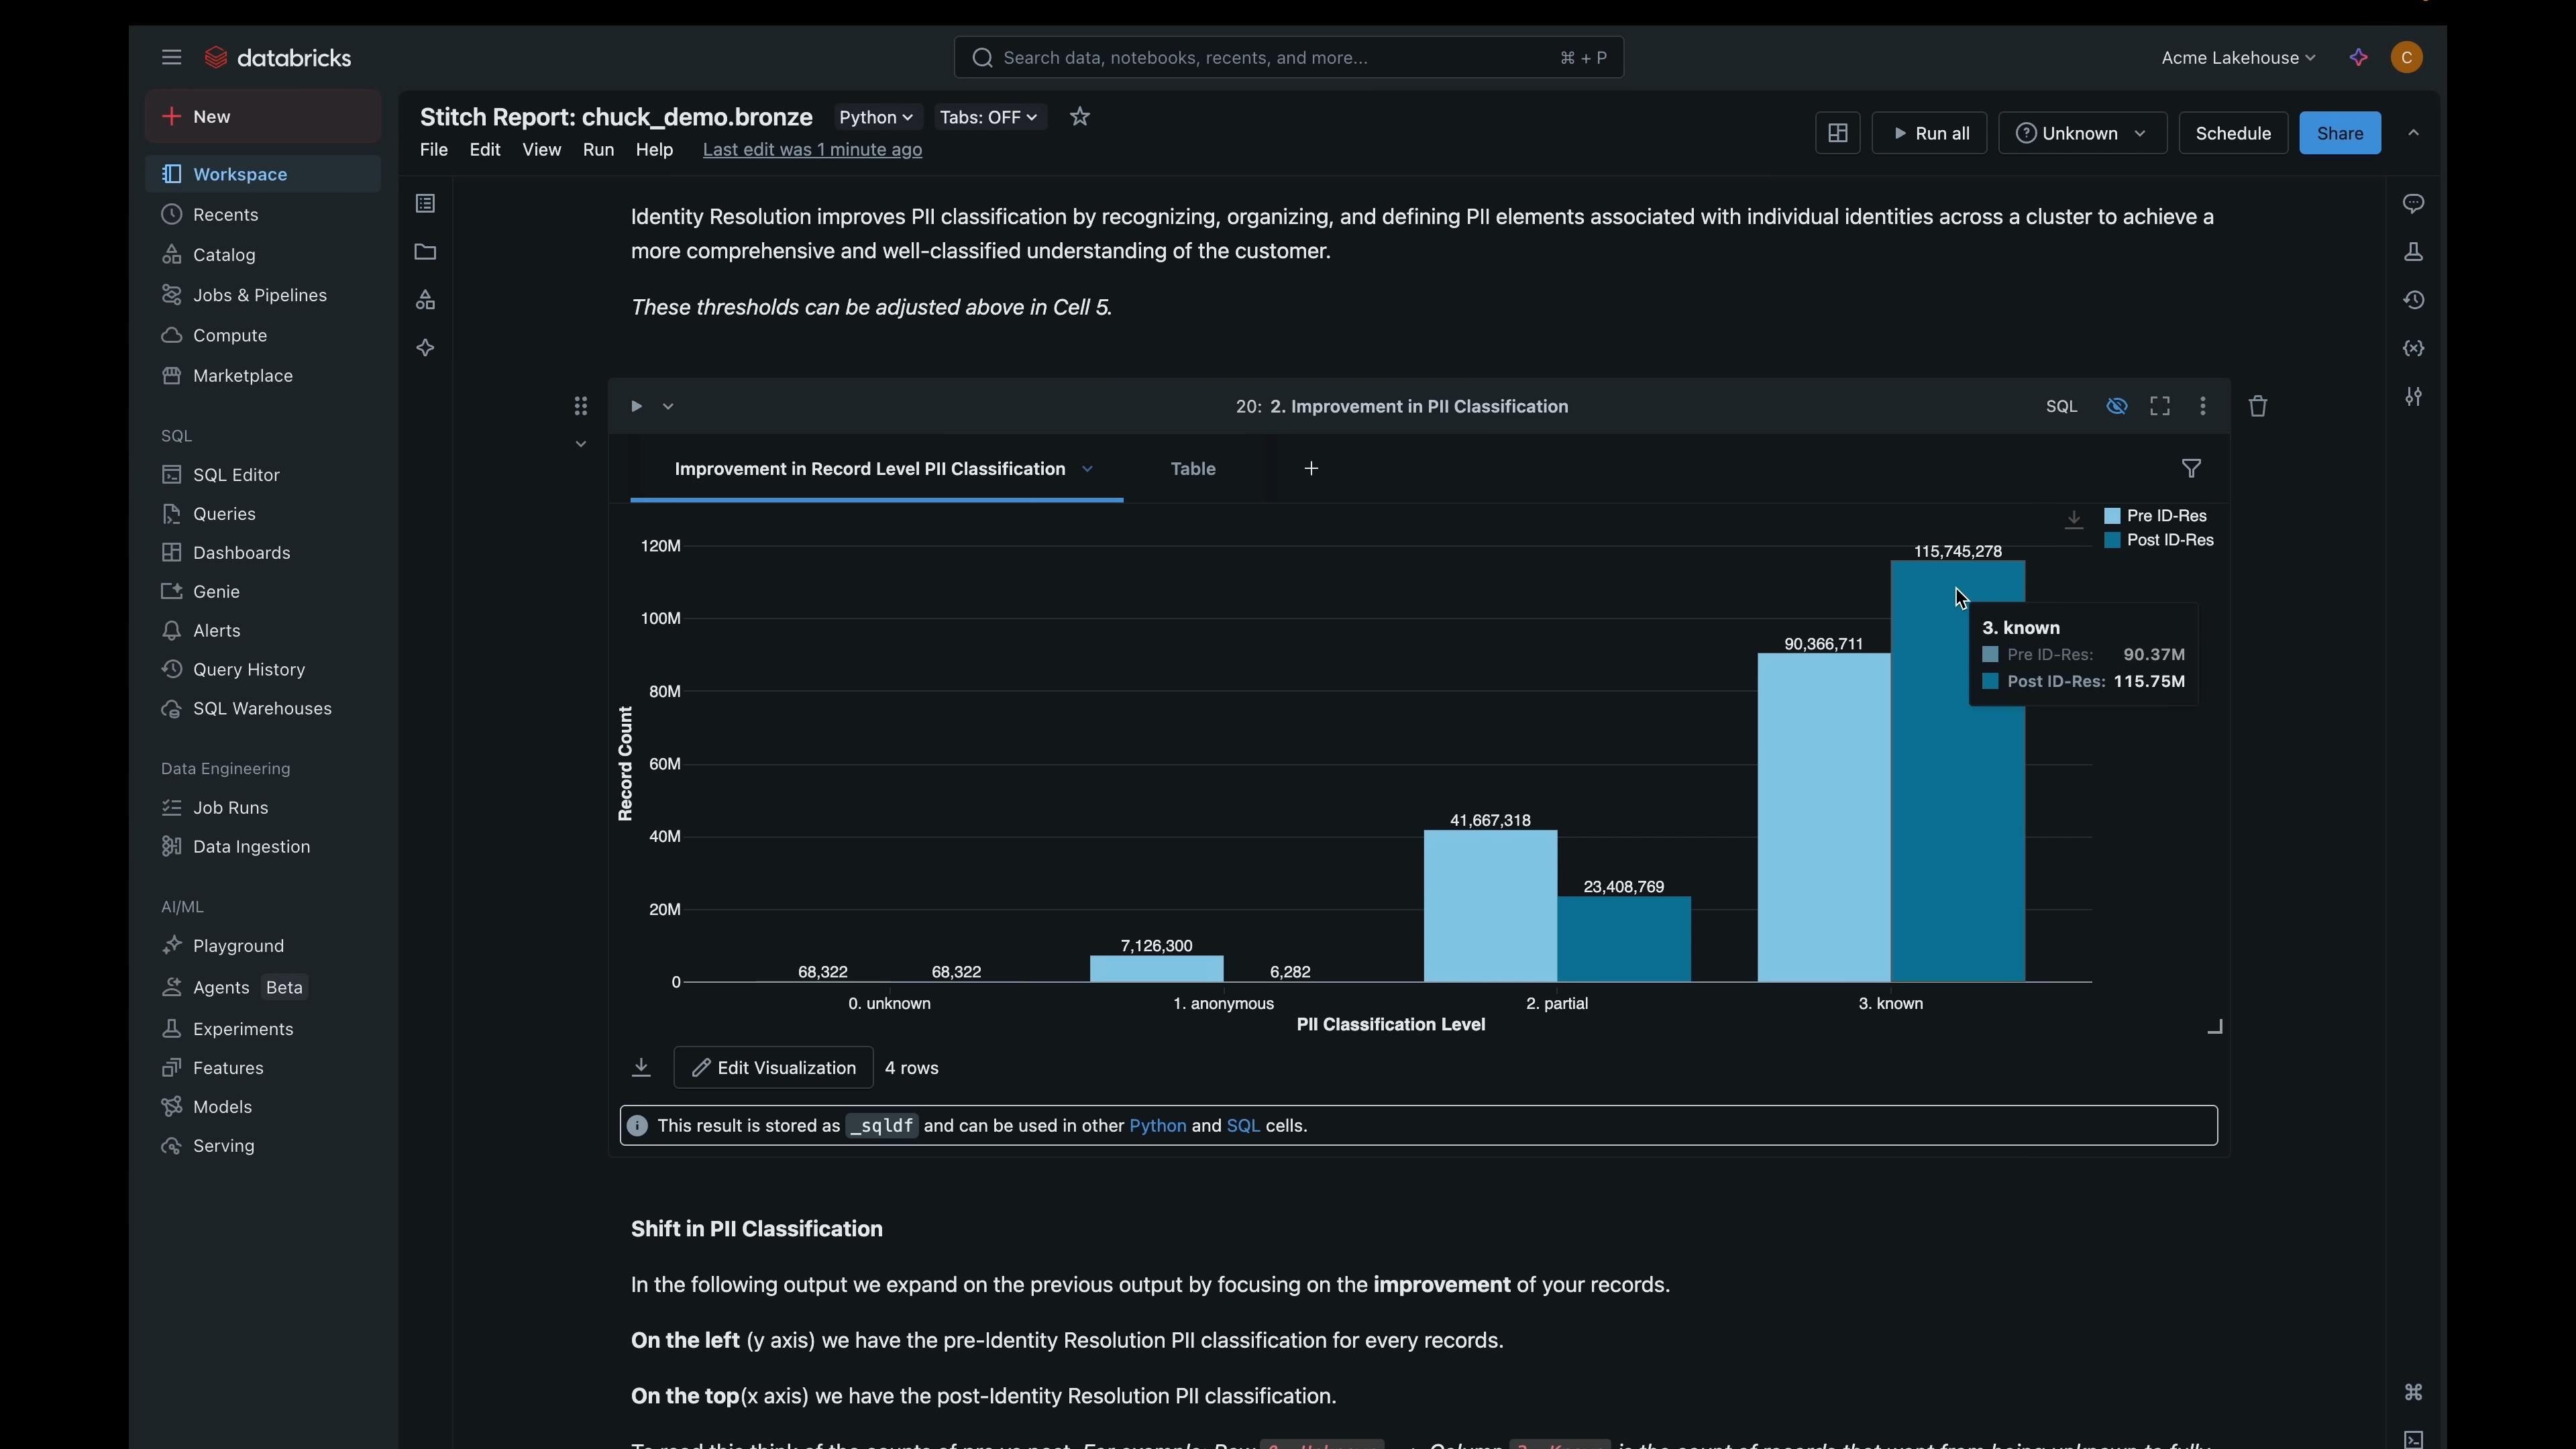 databricks
Search data, notebooks, recents, and more...
⌘ + P
Acme Lakehouse
C
New
Workspace
Recents
Catalog
Jobs & Pipelines
Compute
Marketplace
SQL
SQL Editor
Queries
Dashboards
Genie
Alerts
Query History
SQL Warehouses
Data Engineering
Job Runs
Data Ingestion
AI/ML
Playground
Agents Beta
Experiments
Features
Models
Serving
Stitch Report: chuck_demo.bronze
Python
Tabs: OFF
File Edit View Run Help Last edit was 1 minute ago
Run all
Unknown
Schedule
Share
Identity Resolution improves PII classification by recognizing, organizing, and defining PII elements associated with individual identities across a cluster to achieve a
more comprehensive and well-classified understanding of the customer.
These thresholds can be adjusted above in Cell 5.
20: 2. Improvement in PII Classification
SQL
Improvement in Record Level PII Classification
Table
Pre ID-Res
Post ID-Res
120M
100M
80M
60M
40M
20M
0
Record Count
68,322
68,322
7,126,300
6,282
41,667,318
23,408,769
90,366,711
115,745,278
3. known
Pre ID-Res: 90.37M
Post ID-Res: 115.75M
0. unknown
1. anonymous
2. partial
3. known
PII Classification Level
Edit Visualization
4 rows
This result is stored as _sqldf and can be used in other Python and SQL cells.
Shift in PII Classification
In the following output we expand on the previous output by focusing on the improvement of your records.
On the left (y axis) we have the pre-Identity Resolution PII classification for every records.
On the top(x axis) we have the post-Identity Resolution PII classification.